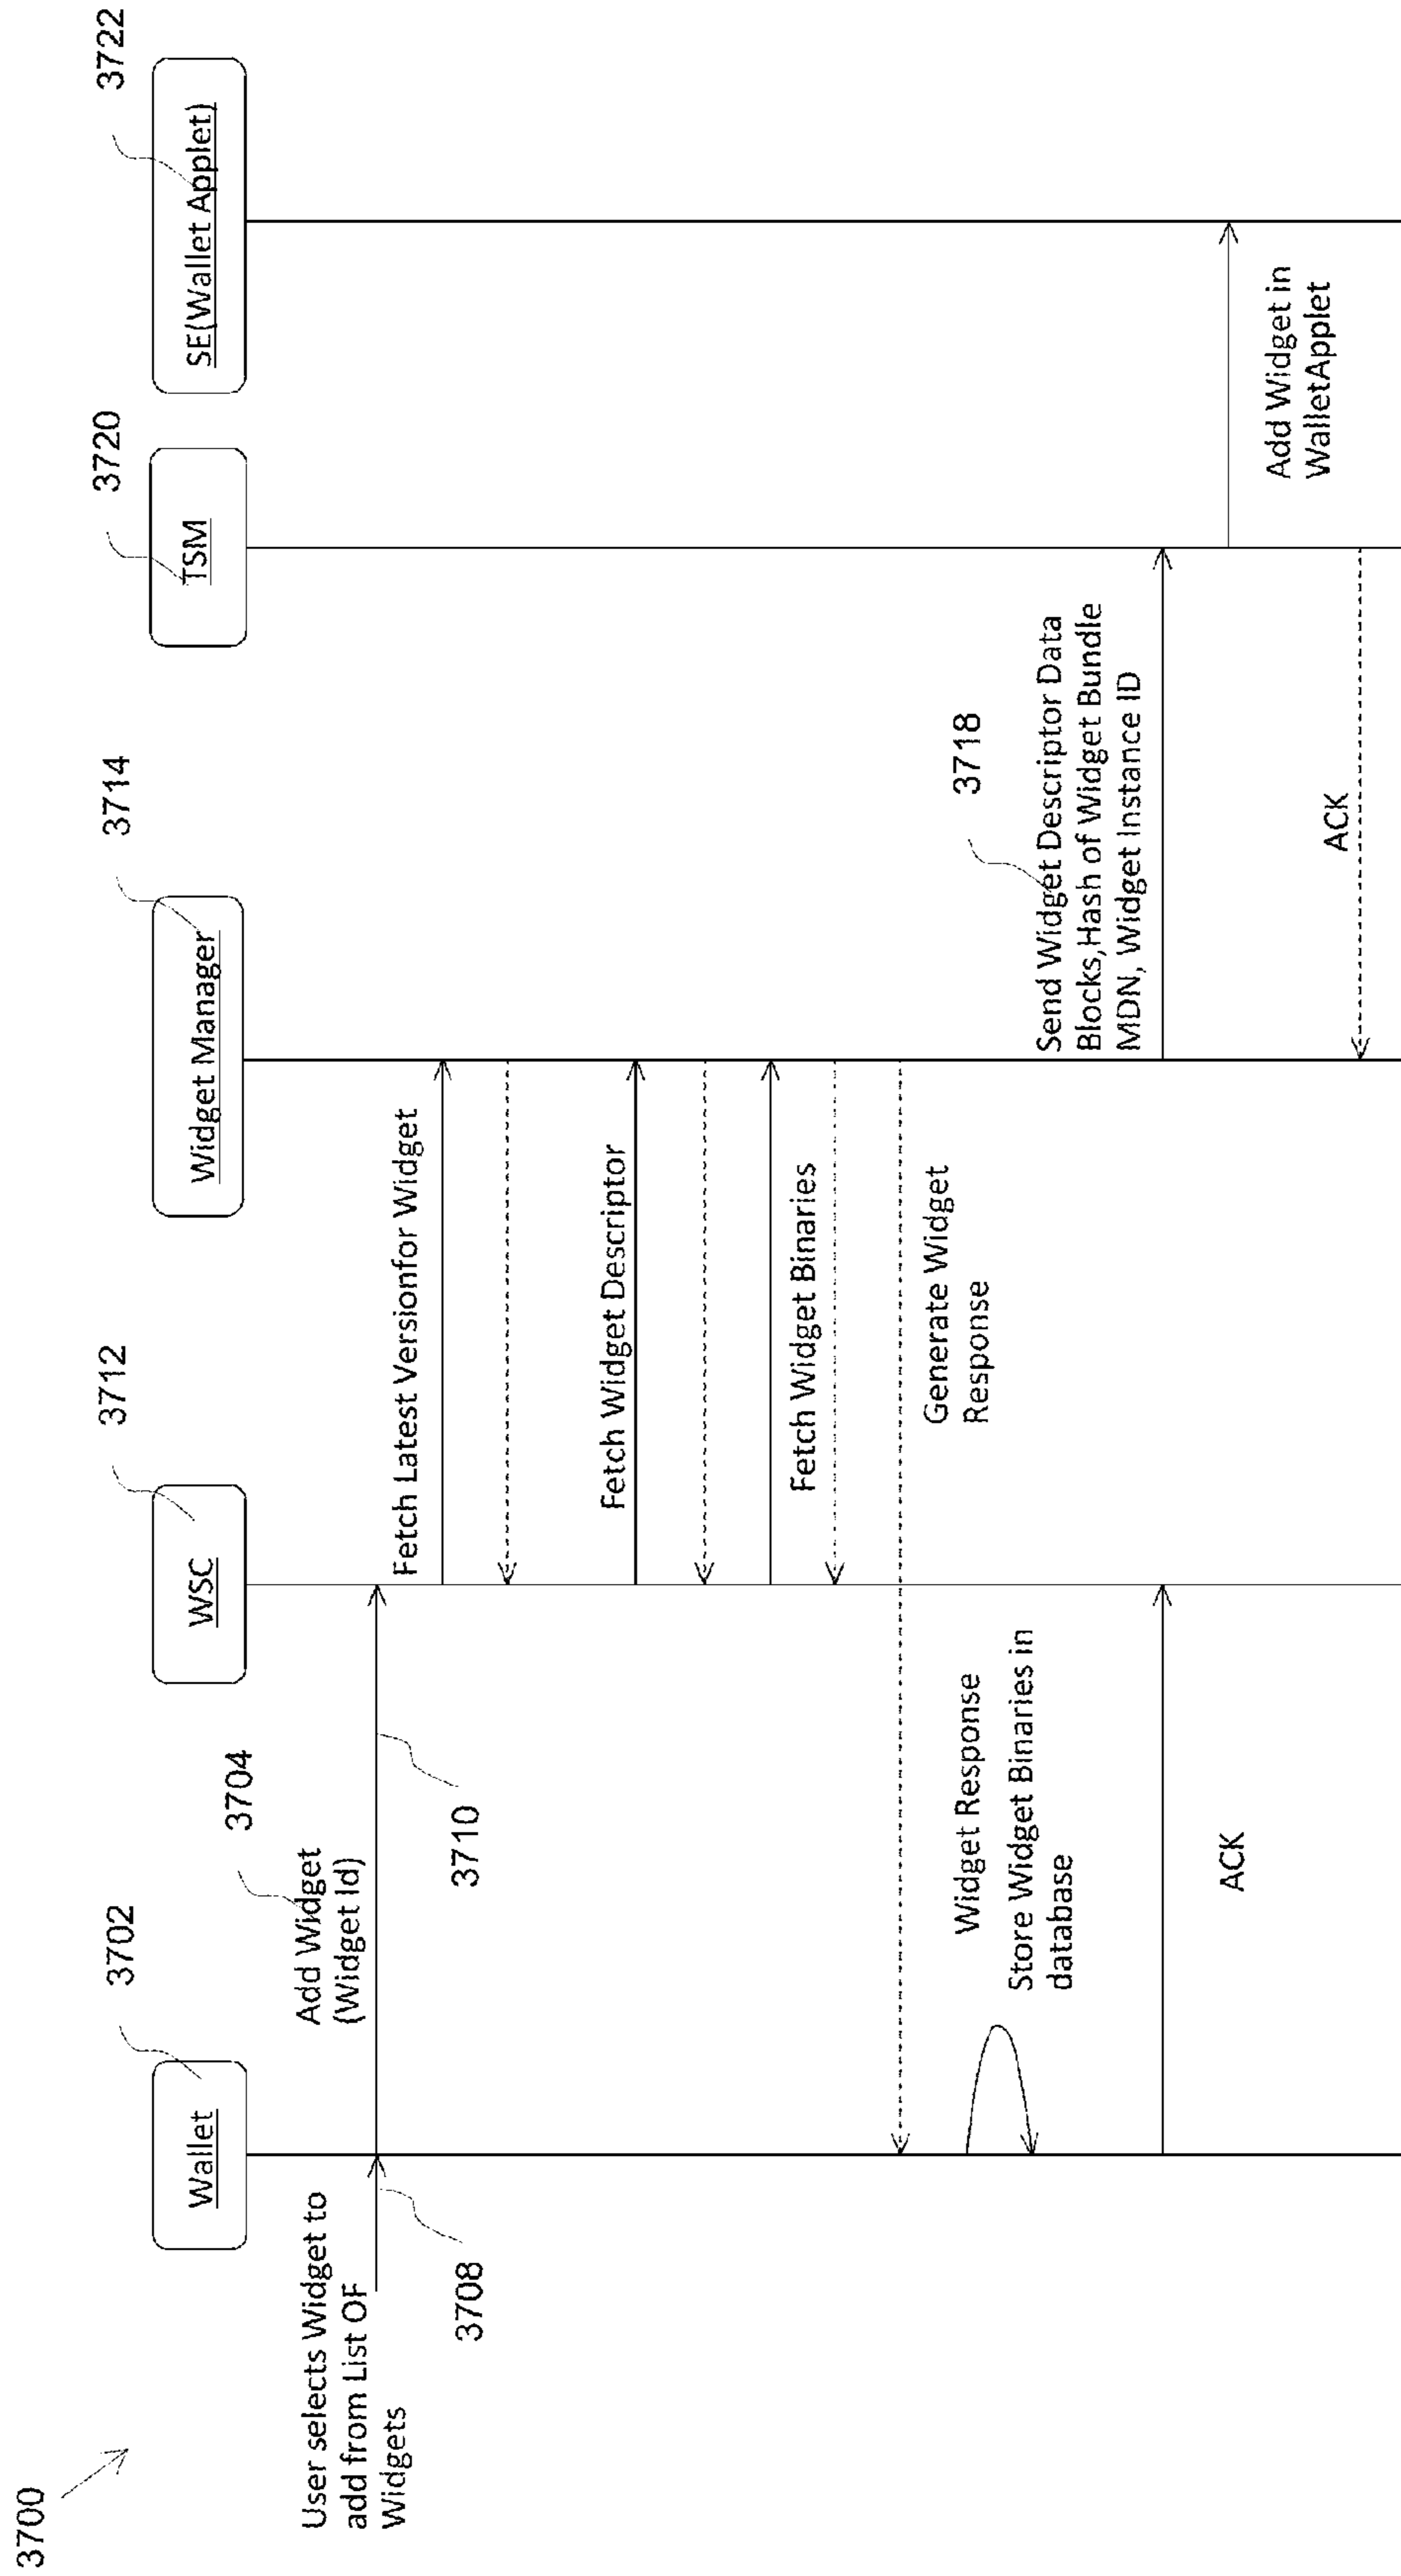 3700
3702
3712
3714
3720
3722
Wallet
WSC
Widget Manager
TSM
SE(Wallet Applet)
3704
User selects Widget to
add from List OF
Widgets
3708
Add Widget
(Widget Id)
3710
Fetch Latest Versionfor Widget
Fetch Widget Descriptor
Fetch Widget Binaries
Generate Widget
Response
Widget Response
Store Widget Binaries in
database
3718
Send Widget Descriptor Data
Blocks,Hash of Widget Bundle
MDN, Widget Instance ID
ACK
Add Widget in
WalletApplet
ACK